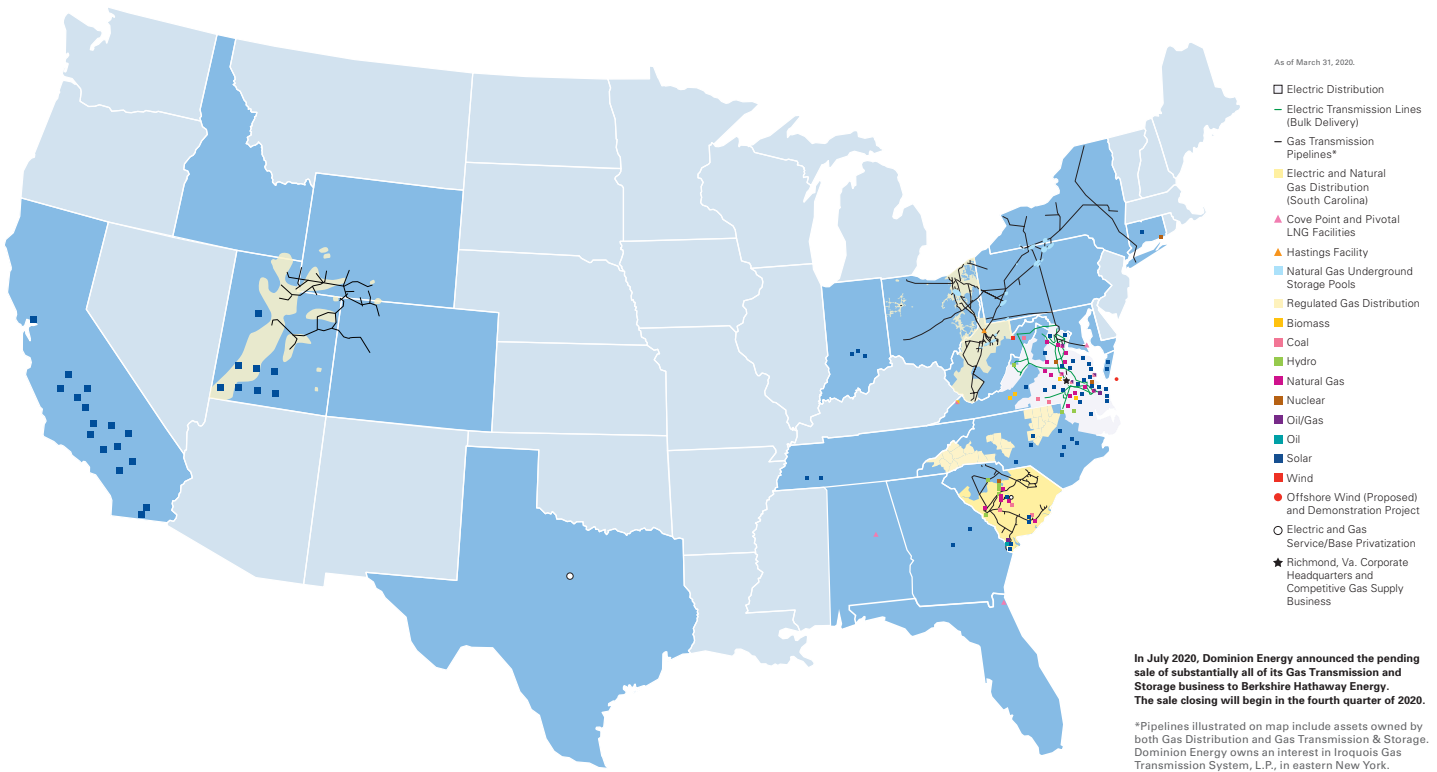 As of March 31, 2020.
Electric Distribution
Electric Transmission Lines
(Bulk Delivery)
Gas Transmission
Pipelines*
Electric and Natural
Gas Distribution
(South Carolina)
Cove Point and Pivotal
LNG Facilities
Hastings Facility
Natural Gas Underground
Storage Pools
Regulated Gas Distribution
Biomass
Coal
Hydro
Natural Gas
Nuclear
Oil/Gas
Oil
Solar
Wind
Offshore Wind (Proposed)
and Demonstration Project
Electric and Gas
Service/Base Privatization
Richmond, Va. Corporate
Headquarters and
Competitive Gas Supply
Business
In July 2020, Dominion Energy announced the pending
sale of substantially all of its Gas Transmission and
Storage business to Berkshire Hathaway Energy.
The sale closing will begin in the fourth quarter of 2020.
*Pipelines illustrated on map include assets owned by
both Gas Distribution and Gas Transmission & Storage.
Dominion Energy owns an interest in Iroquois Gas
Transmission System, L.P., in eastern New York.